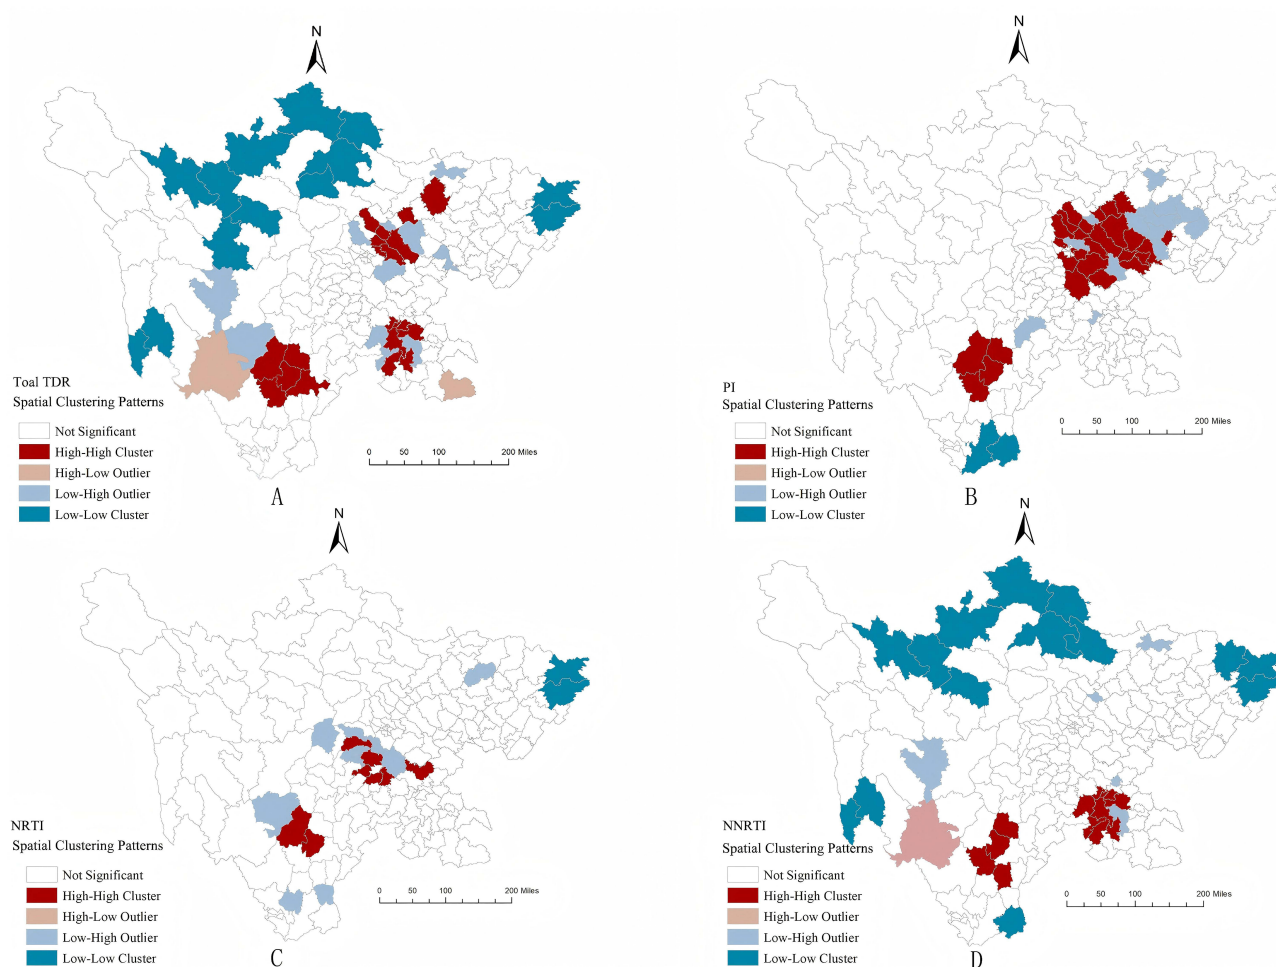 N
Toal TDR
Spatial Clustering Patterns
Not Significant
High-High Cluster
High-Low Outlier
Low-High Outlier
Low-Low Cluster
0 50 100 200 Miles
A
N
PI
Spatial Clustering Patterns
Not Significant
High-High Cluster
High-Low Outlier
Low-High Outlier
Low-Low Cluster
0 50 100 200 Miles
B
N
NRTI
Spatial Clustering Patterns
Not Significant
High-High Cluster
High-Low Outlier
Low-High Outlier
Low-Low Cluster
0 50 100 200 Miles
C
N
NNRTI
Spatial Clustering Patterns
Not Significant
High-High Cluster
High-Low Outlier
Low-High Outlier
Low-Low Cluster
0 50 100 200 Miles
D